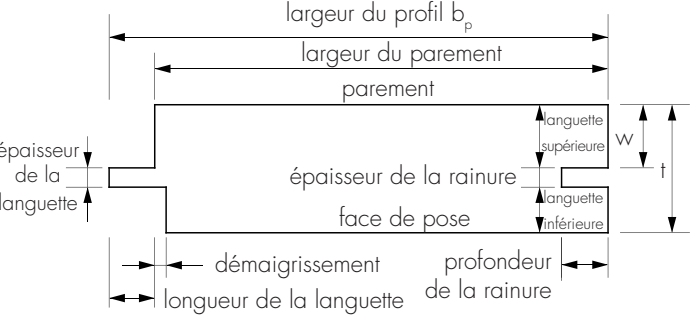 largeur du profil bp
largeur du parement
parement
languette
supérieure
w
épaisseur
de la
languette
épaisseur de la rainure
t
languette
inférieure
face de pose
démaigrissement
profondeur
de la rainure
longueur de la languette